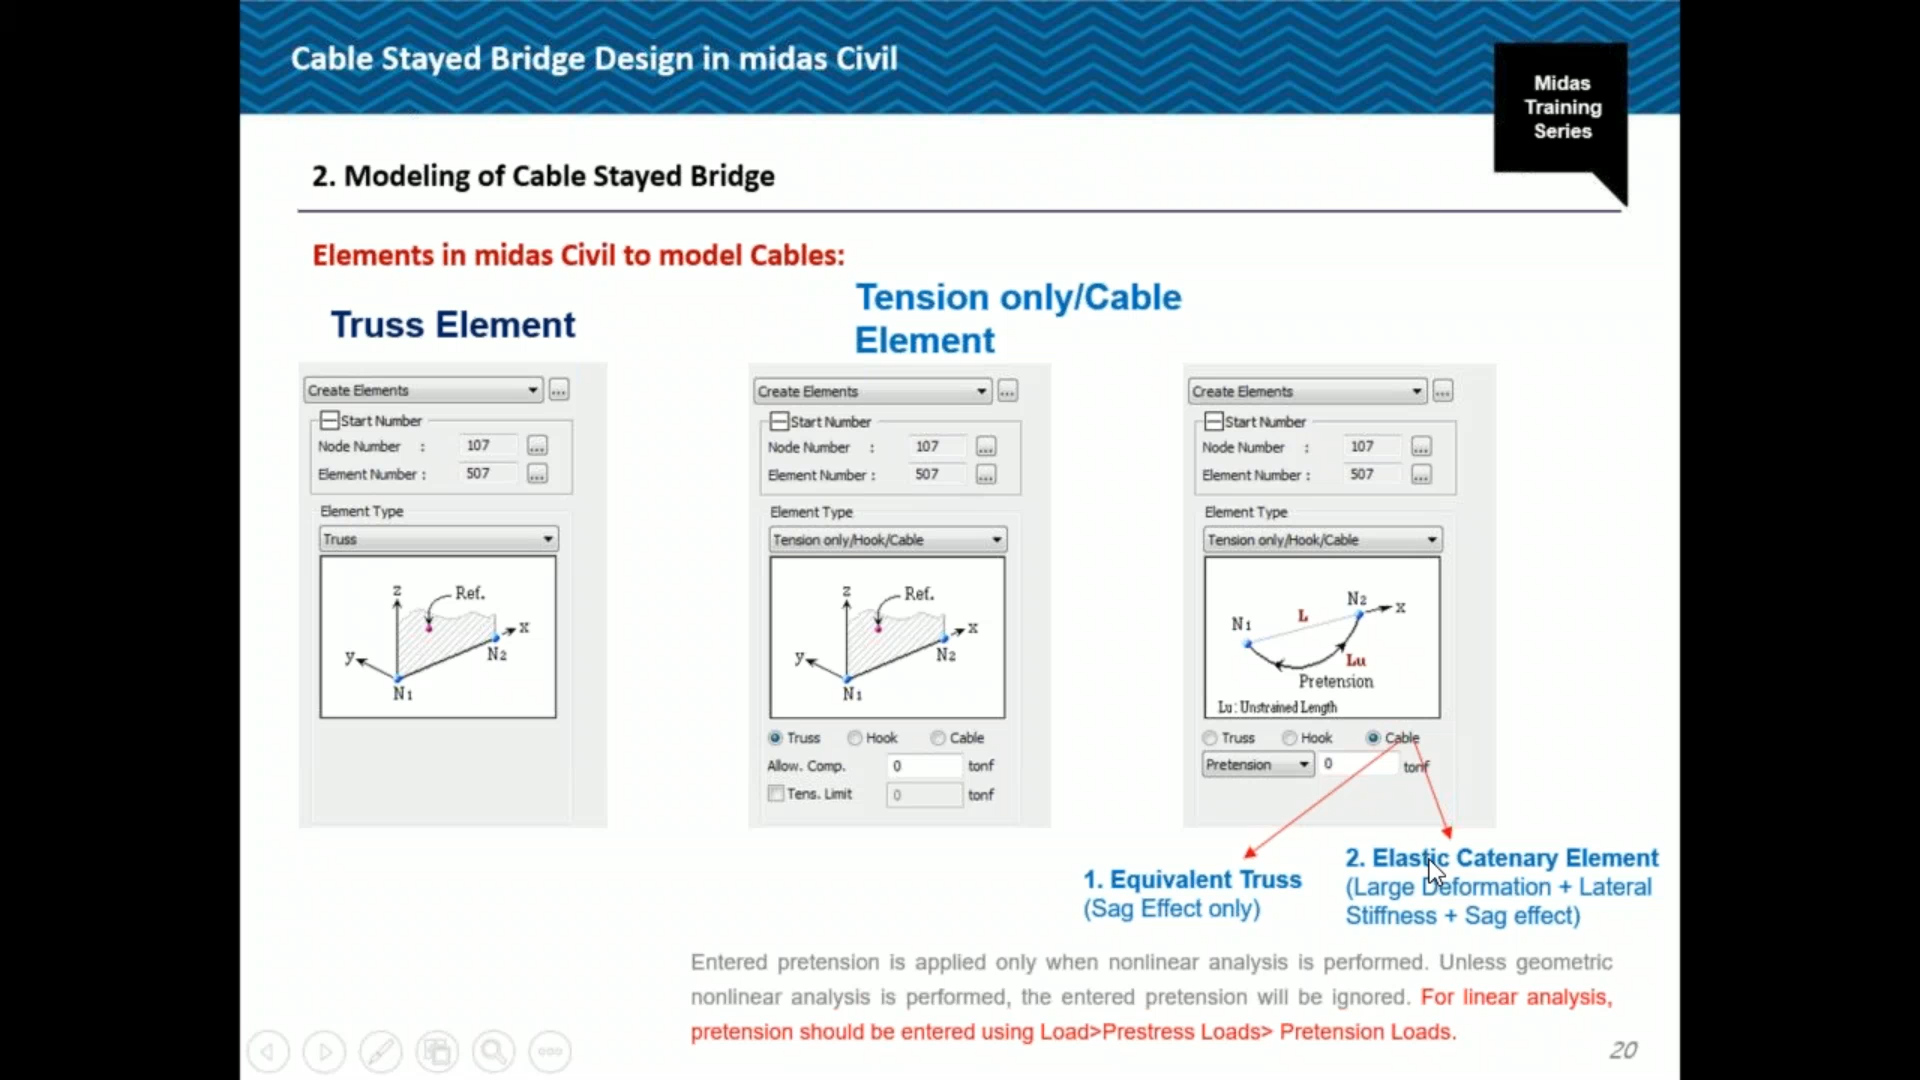 Cable Stayed Bridge Design in midas Civil
Midas
Training
Series
2. Modeling of Cable Stayed Bridge
Elements in midas Civil to model Cables:
Truss Element
Tension only/Cable
Element
Create Elements
...
Start Number
Node Number : 107 ...
Element Number : 507 ...
Element Type
Truss
z
Ref.
x
y
N2
N1
Create Elements
...
Start Number
Node Number : 107 ...
Element Number : 507 ...
Element Type
Tension only/Hook/Cable
z
Ref.
x
y
N2
N1
Truss Hook Cable
Allow. Comp. 0 tonf
Tens. Limit 0 tonf
Create Elements
...
Start Number
Node Number : 107 ...
Element Number : 507 ...
Element Type
Tension only/Hook/Cable
N2
x
L
N1
Lu
Pretension
Lu : Unstrained Length
Truss Hook Cable
Pretension 0 tonf
1. Equivalent Truss
(Sag Effect only)
2. Elastic Catenary Element
(Large Deformation + Lateral
Stiffness + Sag effect)
Entered pretension is applied only when nonlinear analysis is performed. Unless geometric
nonlinear analysis is performed, the entered pretension will be ignored. For linear analysis,
pretension should be entered using Load>Prestress Loads> Pretension Loads.
20